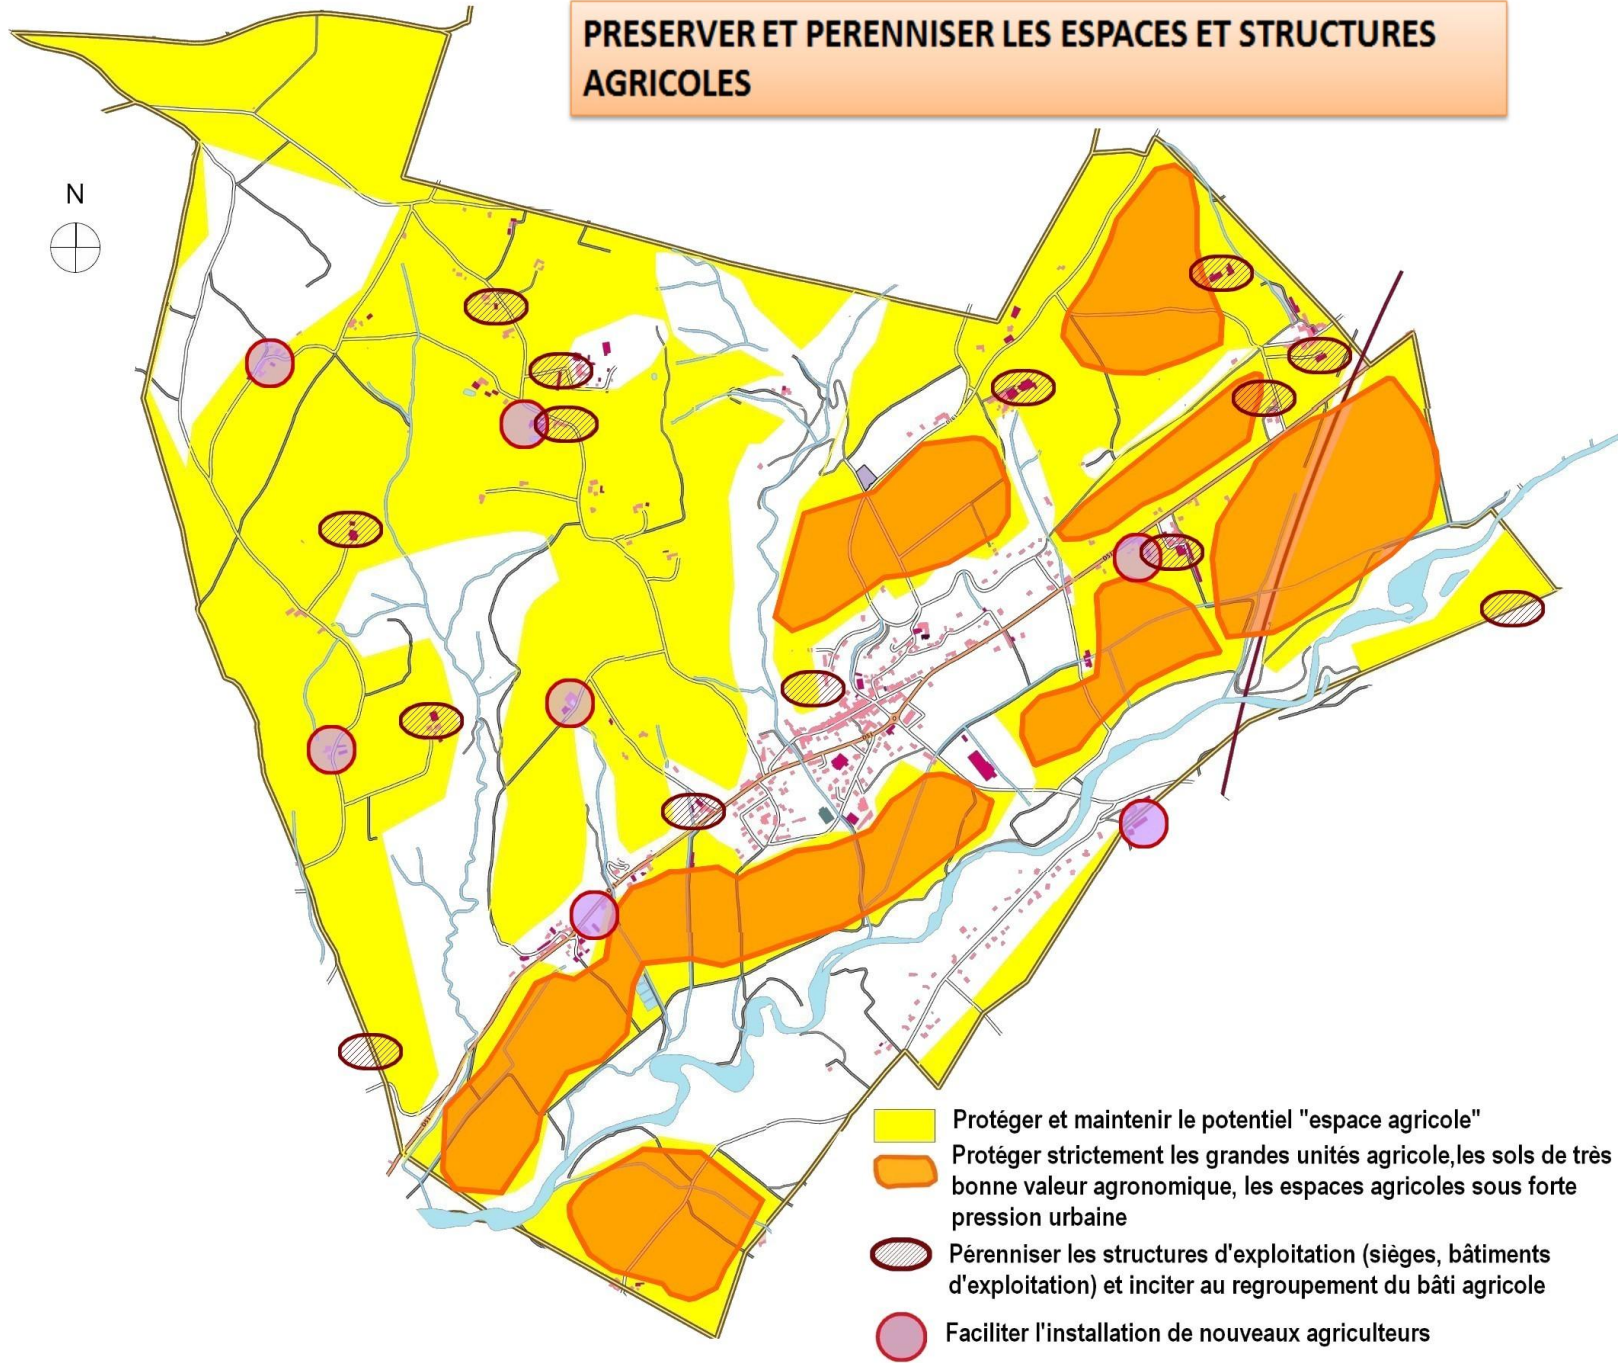 PRESERVER ET PERENNISER LES ESPACES ET STRUCTURES
AGRICOLES
N
Protéger et maintenir le potentiel "espace agricole"
Protéger strictement les grandes unités agricole,les sols de très
bonne valeur agronomique, les espaces agricoles sous forte
pression urbaine
Pérenniser les structures d'exploitation (sièges, bâtiments
d'exploitation) et inciter au regroupement du bâti agricole
Faciliter l'installation de nouveaux agriculteurs